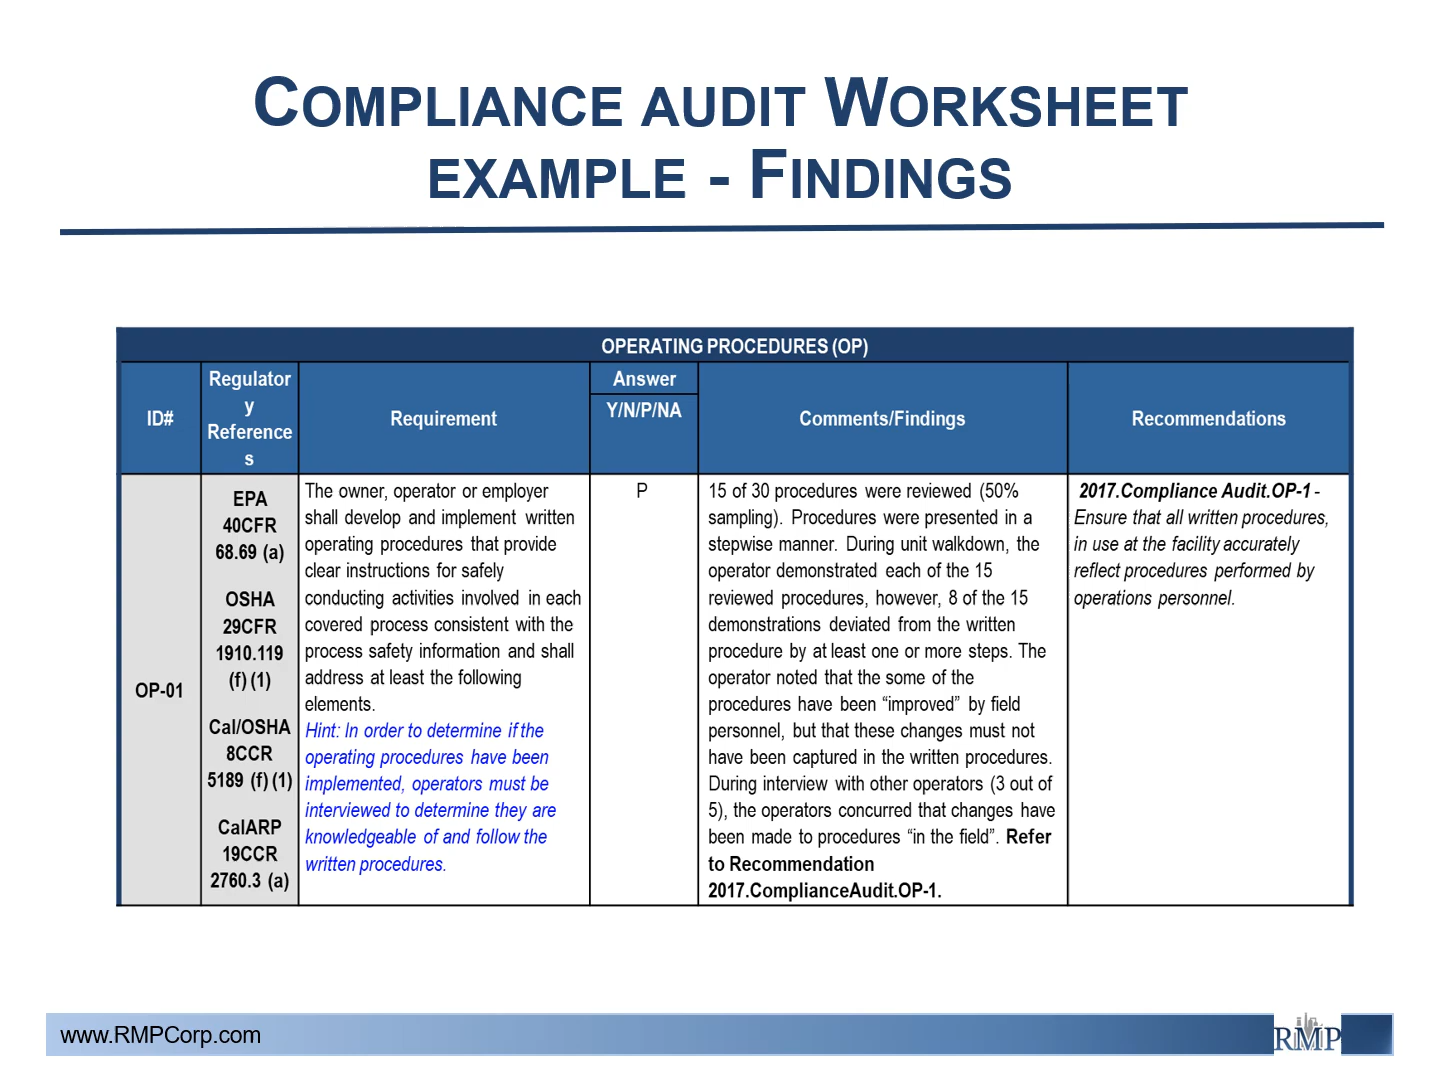 COMPLIANCE AUDIT WORKSHEET
EXAMPLE - FINDINGS
OPERATING PROCEDURES (OP)
ID#
Regulator
y
Reference
s
Requirement
Answer
Y/N/P/NA
Comments/Findings
Recommendations
OP-01
EPA
40CFR
68.69 (a)
OSHA
29CFR
1910.119
(f) (1)
Cal/OSHA
8CCR
5189 (f) (1)
CalARP
19CCR
2760.3 (a)
The owner, operator or employer
shall develop and implement written
operating procedures that provide
clear instructions for safely
conducting activities involved in each
covered process consistent with the
process safety information and shall
address at least the following
elements.
Hint: In order to determine if the
operating procedures have been
implemented, operators must be
interviewed to determine they are
knowledgeable of and follow the
written procedures.
P
15 of 30 procedures were reviewed (50%
sampling). Procedures were presented in a
stepwise manner. During unit walkdown, the
operator demonstrated each of the 15
reviewed procedures, however, 8 of the 15
demonstrations deviated from the written
procedure by at least one or more steps. The
operator noted that the some of the
procedures have been “improved” by field
personnel, but that these changes must not
have been captured in the written procedures.
During interview with other operators (3 out of
5), the operators concurred that changes have
been made to procedures “in the field”. Refer
to Recommendation
2017.ComplianceAudit.OP-1.
2017.Compliance Audit.OP-1 -
Ensure that all written procedures,
in use at the facility accurately
reflect procedures performed by
operations personnel.
www.RMPCorp.com
RMP